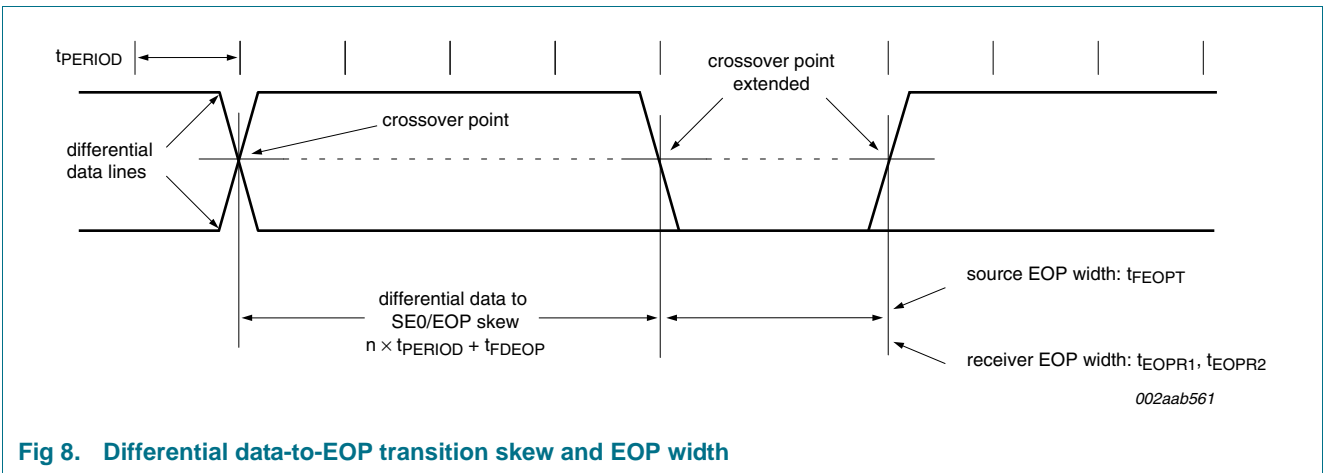 tPERIOD
crossover point
extended
crossover point
differential
data lines
source EOP width: tFEOPT
differential data to
SE0/EOP skew
n × tPERIOD + tFDEOP
receiver EOP width: tEOPR1, tEOPR2
002aab561
Fig 8. Differential data-to-EOP transition skew and EOP width